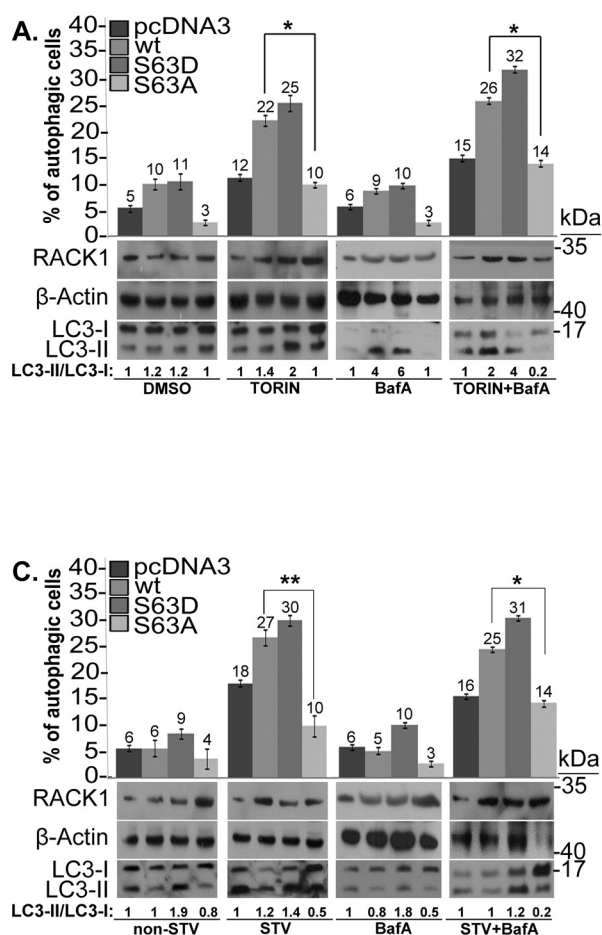 A.
% of autophagic cells
40
35
30
25
20
15
10
5
0
pcDNA3
wt
S63D
S63A
5 10 11 3
12 22 25 10
*
6 9 10 3
15 26 32 14
*
kDa
RACK1 -35
β-Actin -40
LC3-I -17
LC3-II
LC3-II/LC3-I: 1 1.2 1.2 1 1 1.4 2 1 1 4 6 1 1 2 4 0.2
DMSO TORIN BafA TORIN+BafA
C.
% of autophagic cells
40
35
30
25
20
15
10
5
0
pcDNA3
wt
S63D
S63A
6 6 9 4
18 27 30 10
**
6 5 10 3
16 25 31 14
*
kDa
RACK1 -35
β-Actin -40
LC3-I -17
LC3-II
LC3-II/LC3-I: 1 1 1.9 0.8 1 1.2 1.4 0.5 1 0.8 1.8 0.5 1 1 1.2 0.2
non-STV STV BafA STV+BafA